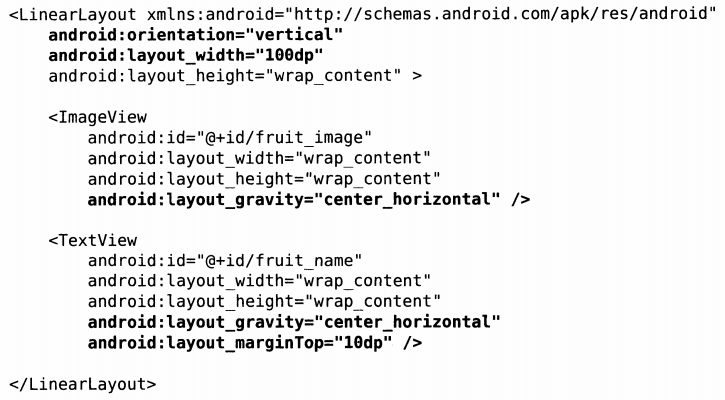 <LinearLayout xmlns:android="http://schemas.android.com/apk/res/android"
    android:orientation="vertical"
    android:layout_width="100dp"
    android:layout_height="wrap_content" >

    <ImageView
        android:id="@+id/fruit_image"
        android:layout_width="wrap_content"
        android:layout_height="wrap_content"
        android:layout_gravity="center_horizontal" />

    <TextView
        android:id="@+id/fruit_name"
        android:layout_width="wrap_content"
        android:layout_height="wrap_content"
        android:layout_gravity="center_horizontal"
        android:layout_marginTop="10dp" />

</LinearLayout>